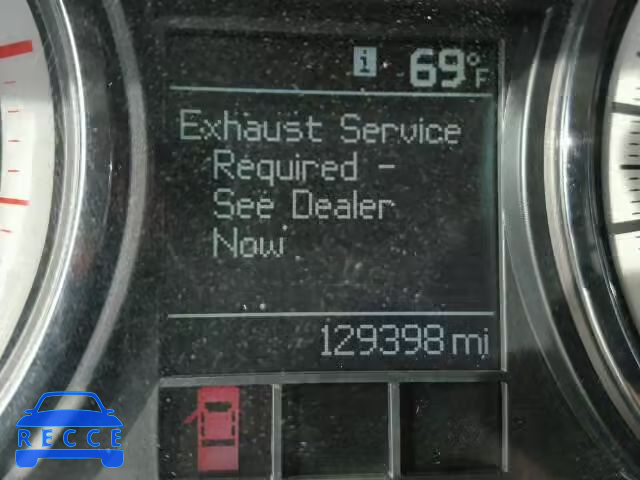 i 69°F
Exhaust Service
Required -
See Dealer
Now
129398 mi
RECCE